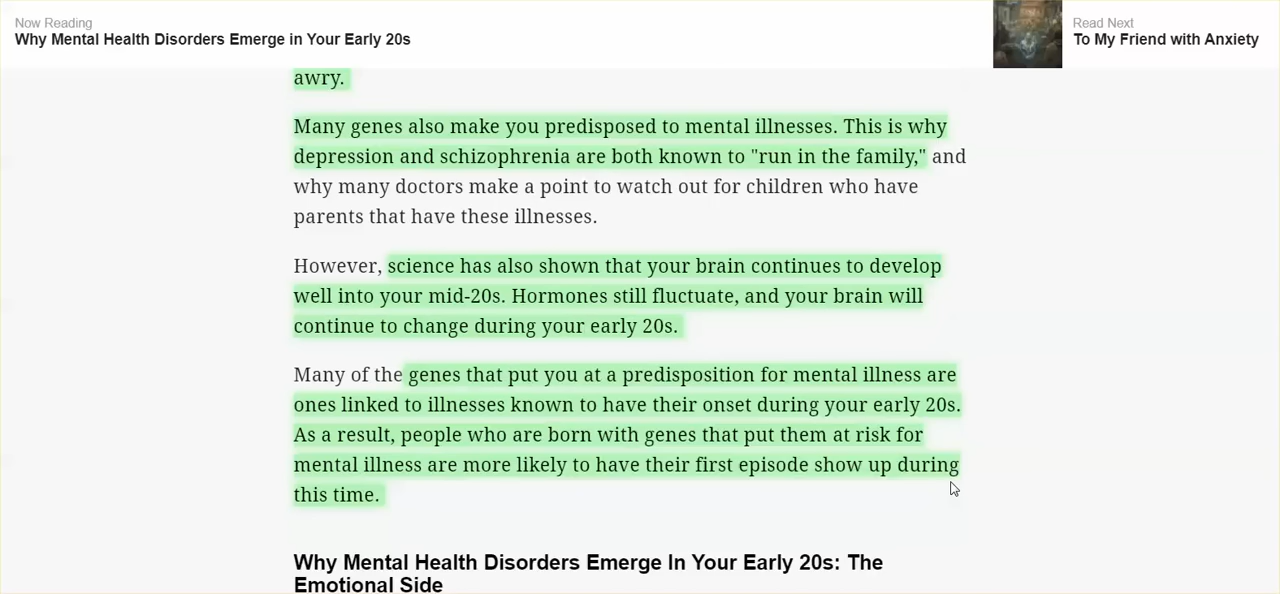 Now Reading
Why Mental Health Disorders Emerge in Your Early 20s
Read Next
To My Friend with Anxiety
awry.
Many genes also make you predisposed to mental illnesses. This is why
depression and schizophrenia are both known to "run in the family," and
why many doctors make a point to watch out for children who have
parents that have these illnesses.
However, science has also shown that your brain continues to develop
well into your mid-20s. Hormones still fluctuate, and your brain will
continue to change during your early 20s.
Many of the genes that put you at a predisposition for mental illness are
ones linked to illnesses known to have their onset during your early 20s.
As a result, people who are born with genes that put them at risk for
mental illness are more likely to have their first episode show up during
this time.
Why Mental Health Disorders Emerge In Your Early 20s: The
Emotional Side